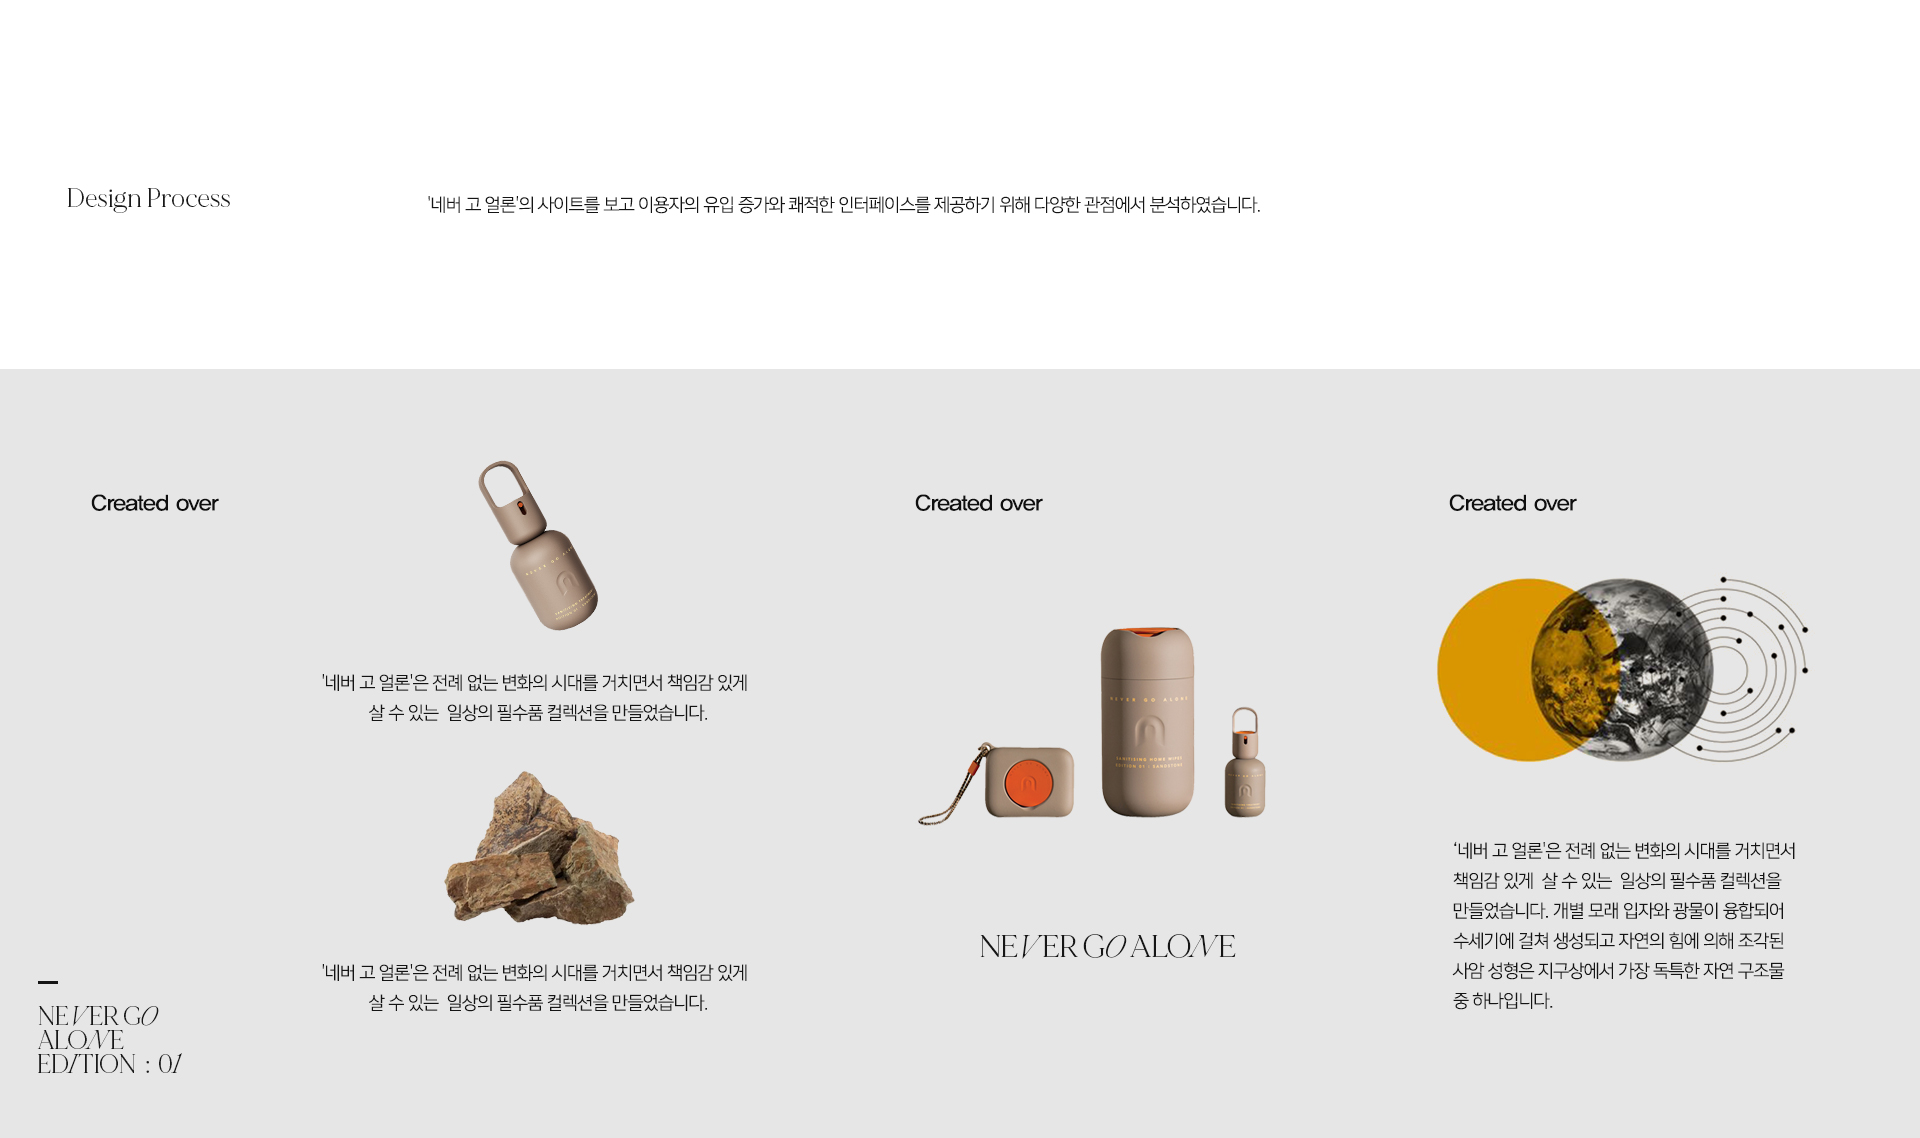 Design Process
'네버 고 얼론'의 사이트를 보고 이용자의 유입 증가와 쾌적한 인터페이스를 제공하기 위해 다양한 관점에서 분석하였습니다.
Created over
'네버 고 얼론'은 전례 없는 변화의 시대를 거치면서 책임감 있게
살 수 있는 일상의 필수품 컬렉션을 만들었습니다.
'네버 고 얼론'은 전례 없는 변화의 시대를 거치면서 책임감 있게
살 수 있는 일상의 필수품 컬렉션을 만들었습니다.
NEVER GO
ALONE
EDITION : 01
Created over
NEVER GO ALONE
SANITISING HOME WIPES
EDITION 01 - SANDSTONE
NEVER GO ALONE
Created over
‘네버 고 얼론'은 전례 없는 변화의 시대를 거치면서
책임감 있게 살 수 있는 일상의 필수품 컬렉션을
만들었습니다. 개별 모래 입자와 광물이 융합되어
수세기에 걸쳐 생성되고 자연의 힘에 의해 조각된
사암 성형은 지구상에서 가장 독특한 자연 구조물
중 하나입니다.